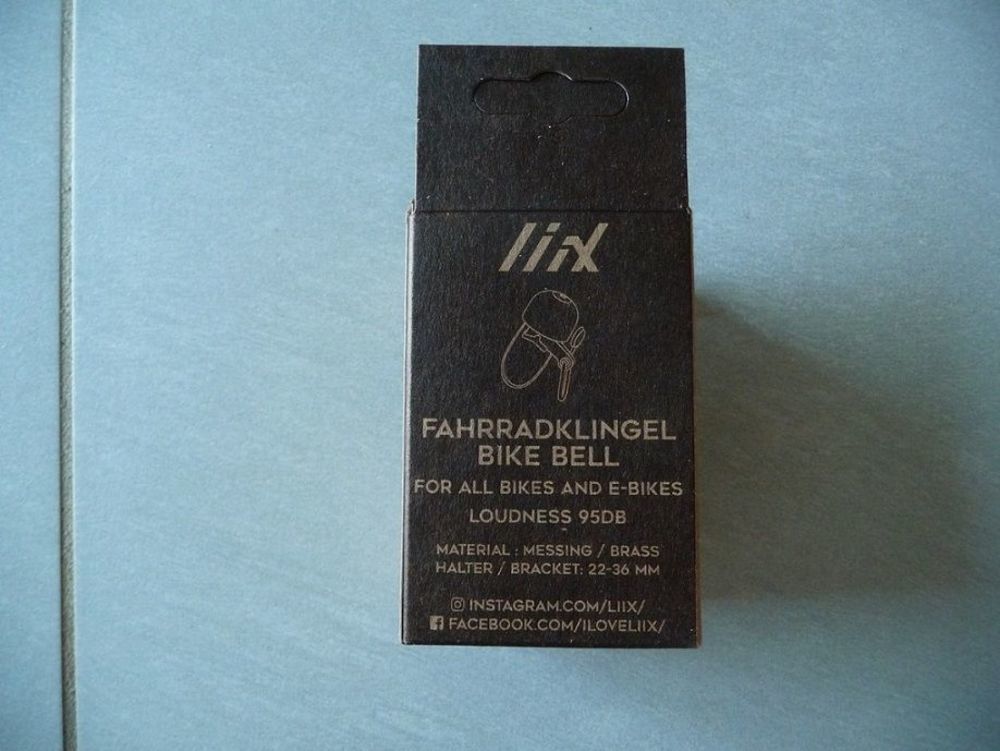 liix
FAHRRADKLINGEL
BIKE BELL
FOR ALL BIKES AND E-BIKES
LOUDNESS 95DB
MATERIAL : MESSING / BRASS
HALTER / BRACKET: 22-36 MM
INSTAGRAM.COM/LIIX/
FACEBOOK.COM/ILOVELIIX/